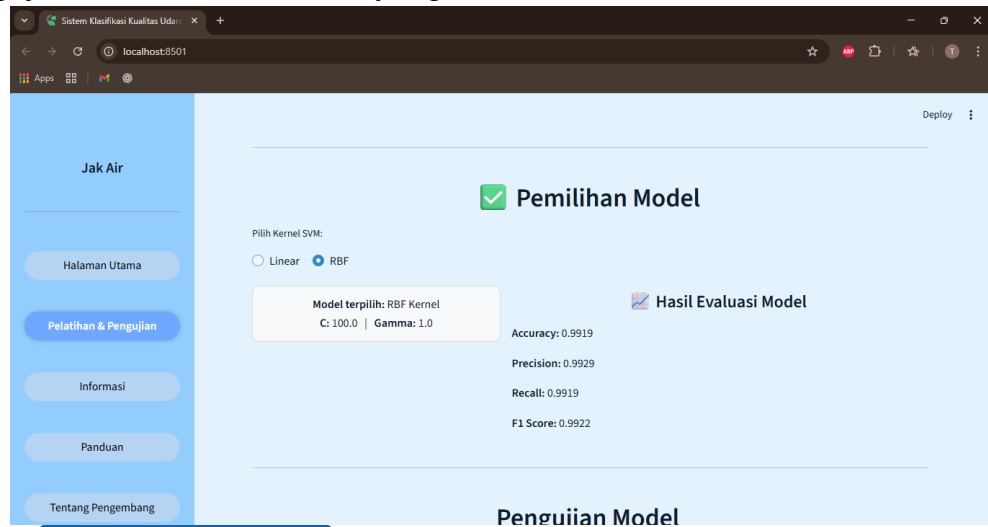 Sistem Klasifikasi Kualitas Udara
localhost:8501
ABP
T
Apps
Deploy
Jak Air
Halaman Utama
Pelatihan & Pengujian
Informasi
Panduan
Tentang Pengembang
Pemilihan Model
Pilih Kernel SVM:
Linear RBF
Model terpilih: RBF Kernel
C: 100.0 | Gamma: 1.0
Hasil Evaluasi Model
Accuracy: 0.9919
Precision: 0.9929
Recall: 0.9919
F1 Score: 0.9922
Pengujian Model